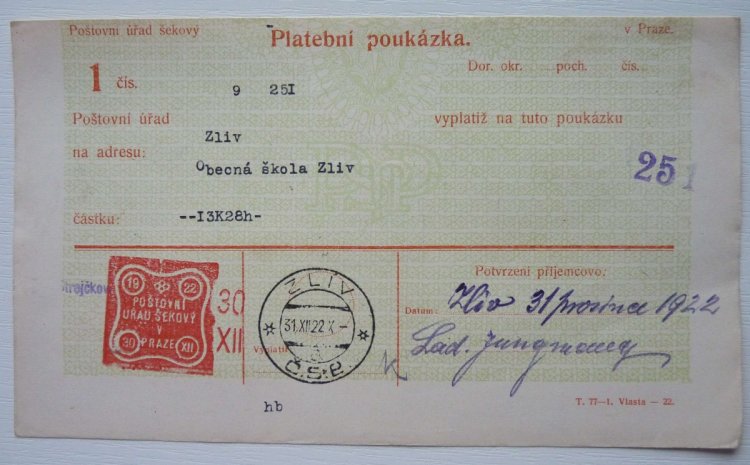 Poštovní úřad šekový
Platební poukázka.
v Praze.
1 čís.
9 25I
Dor. okr. poch. čís.
Poštovní úřad
vyplatiž na tuto poukázku
Zliv
na adresu:
Obecná škola Zliv
25
částku:
--I3K28h-
Potvrzení příjemcovo:
19 22
POŠTOVNÍ
ÚŘAD ŠEKOVÝ
V
PRAZE
30 XII
30
XII
ZLIV
31.XII.22.X.-
Č.S.P.
Datum:
Zliv 31 prosince 1922
Lad.
hb
T. 77—1. Vlasta — 22.